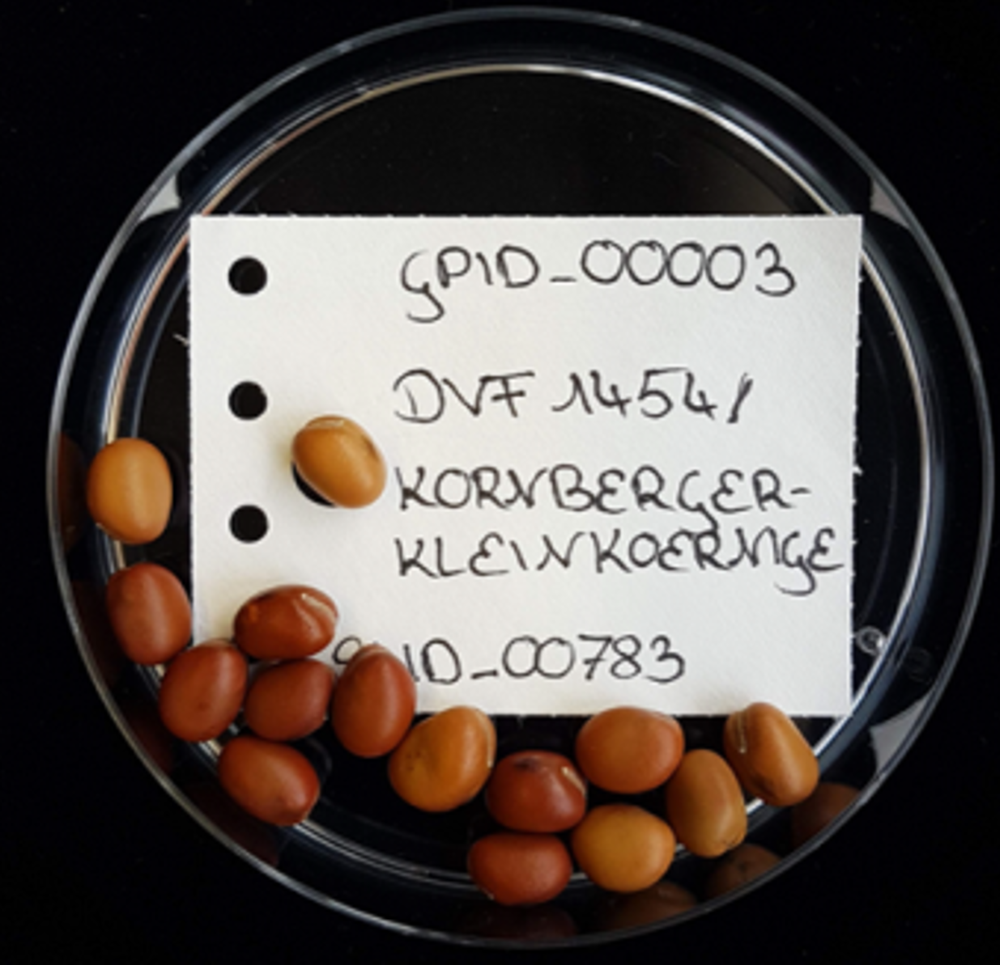 GPID_00003
DVF 1454/
KORNBERGER-
KLEINKOERNIGE
ID_00783